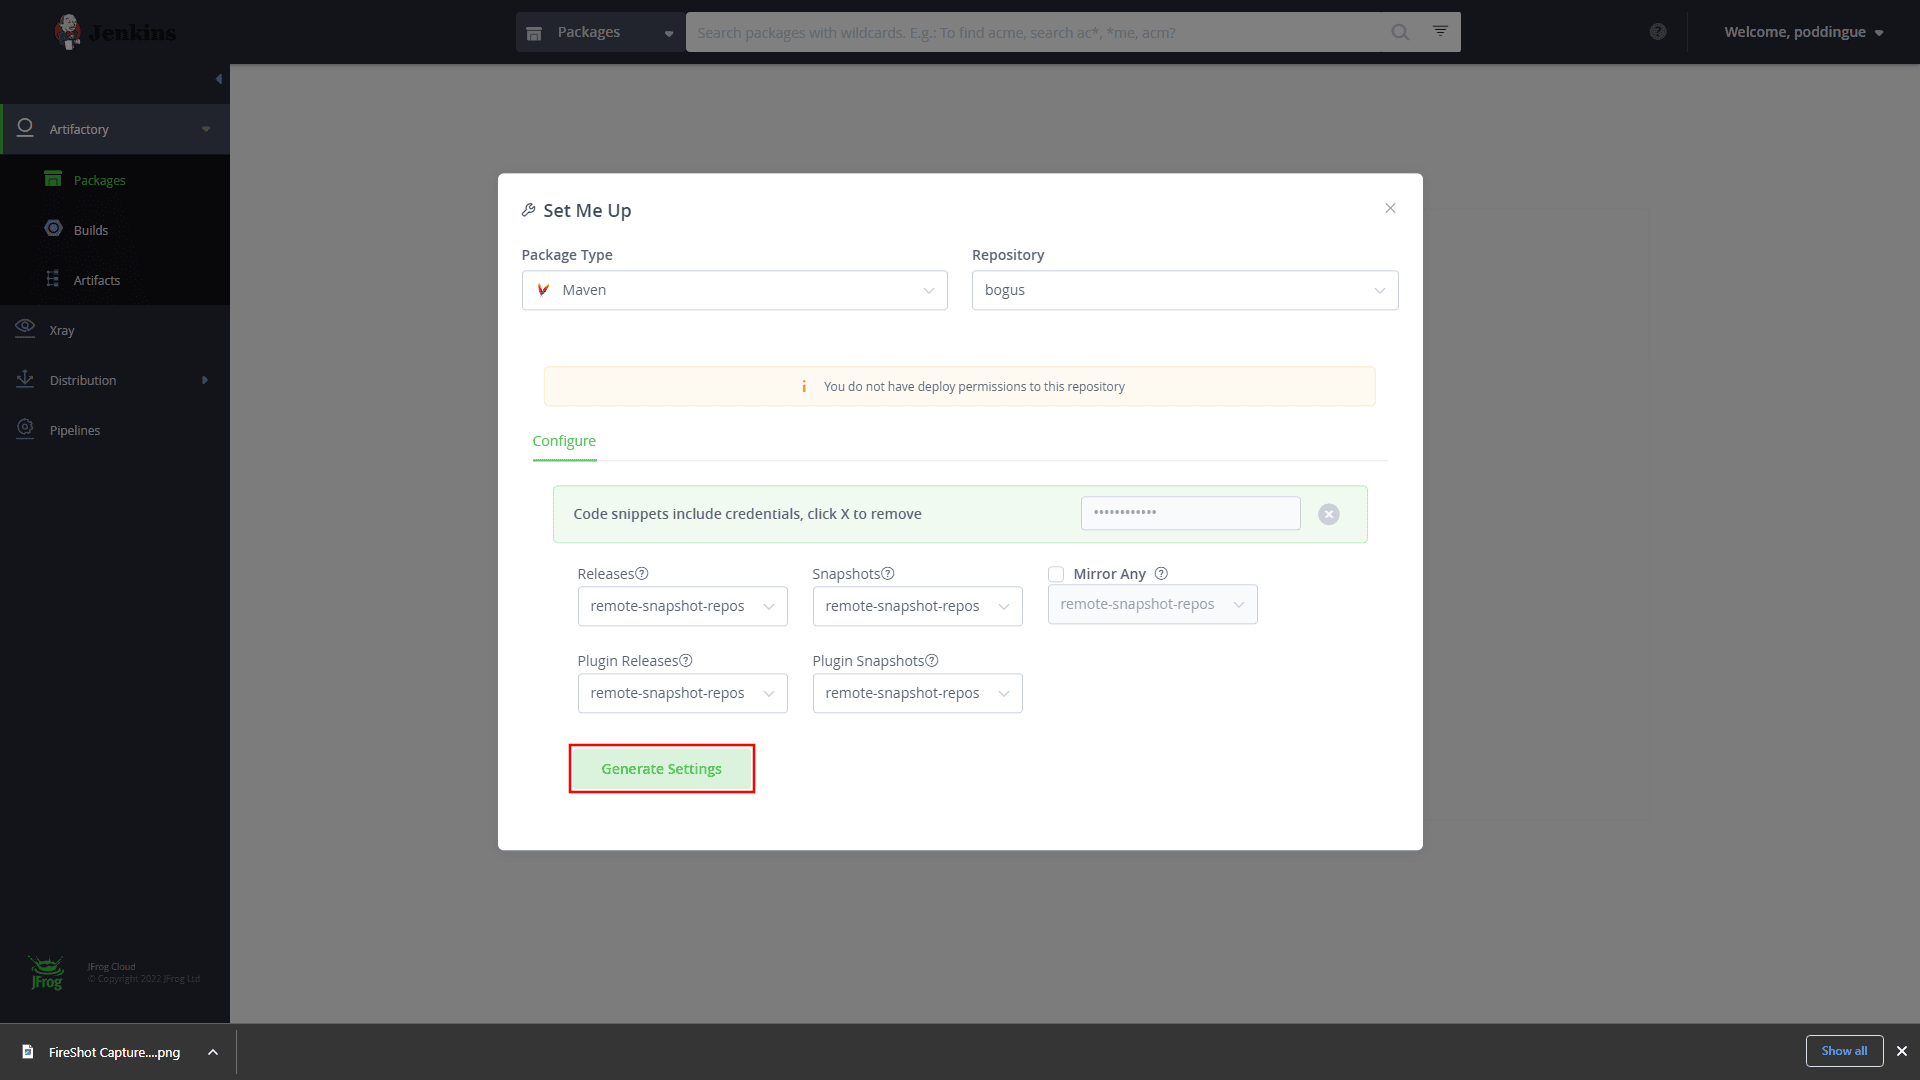 Jenkins
Packages
Search packages with wildcards. E.g.: To find acme, search ac*, *me, acm?
Welcome, poddingue
Artifactory
Packages
Builds
Artifacts
Xray
Distribution
Pipelines
Set Me Up
Package Type
Repository
Maven
bogus
You do not have deploy permissions to this repository
Configure
Code snippets include credentials, click X to remove
••••••••••••
Releases
Snapshots
Mirror Any
remote-snapshot-repos
remote-snapshot-repos
remote-snapshot-repos
Plugin Releases
Plugin Snapshots
remote-snapshot-repos
remote-snapshot-repos
Generate Settings
JFrog
JFrog Cloud
© Copyright 2022 JFrog Ltd
FireShot Capture....png
Show all